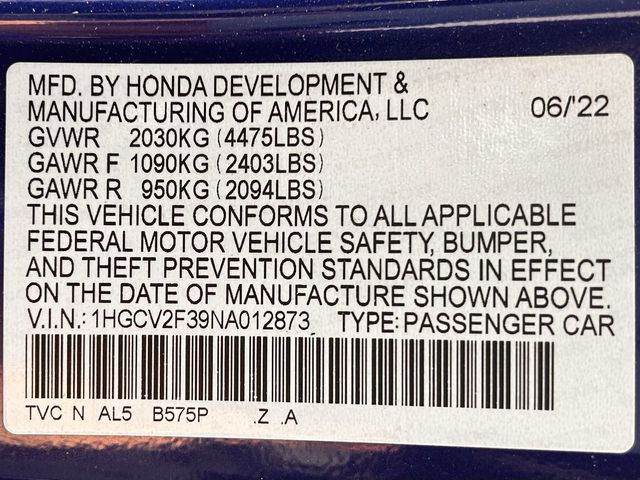 MFD. BY HONDA DEVELOPMENT &
MANUFACTURING OF AMERICA, LLC 06/'22
GVWR 2030KG (4475LBS)
GAWR F 1090KG (2403LBS)
GAWR R 950KG (2094LBS)
THIS VEHICLE CONFORMS TO ALL APPLICABLE
FEDERAL MOTOR VEHICLE SAFETY, BUMPER,
AND THEFT PREVENTION STANDARDS IN EFFECT
ON THE DATE OF MANUFACTURE SHOWN ABOVE.
V.I.N.: 1HGCV2F39NA012873 TYPE: PASSENGER CAR
TVC N AL5 B575P .Z .A